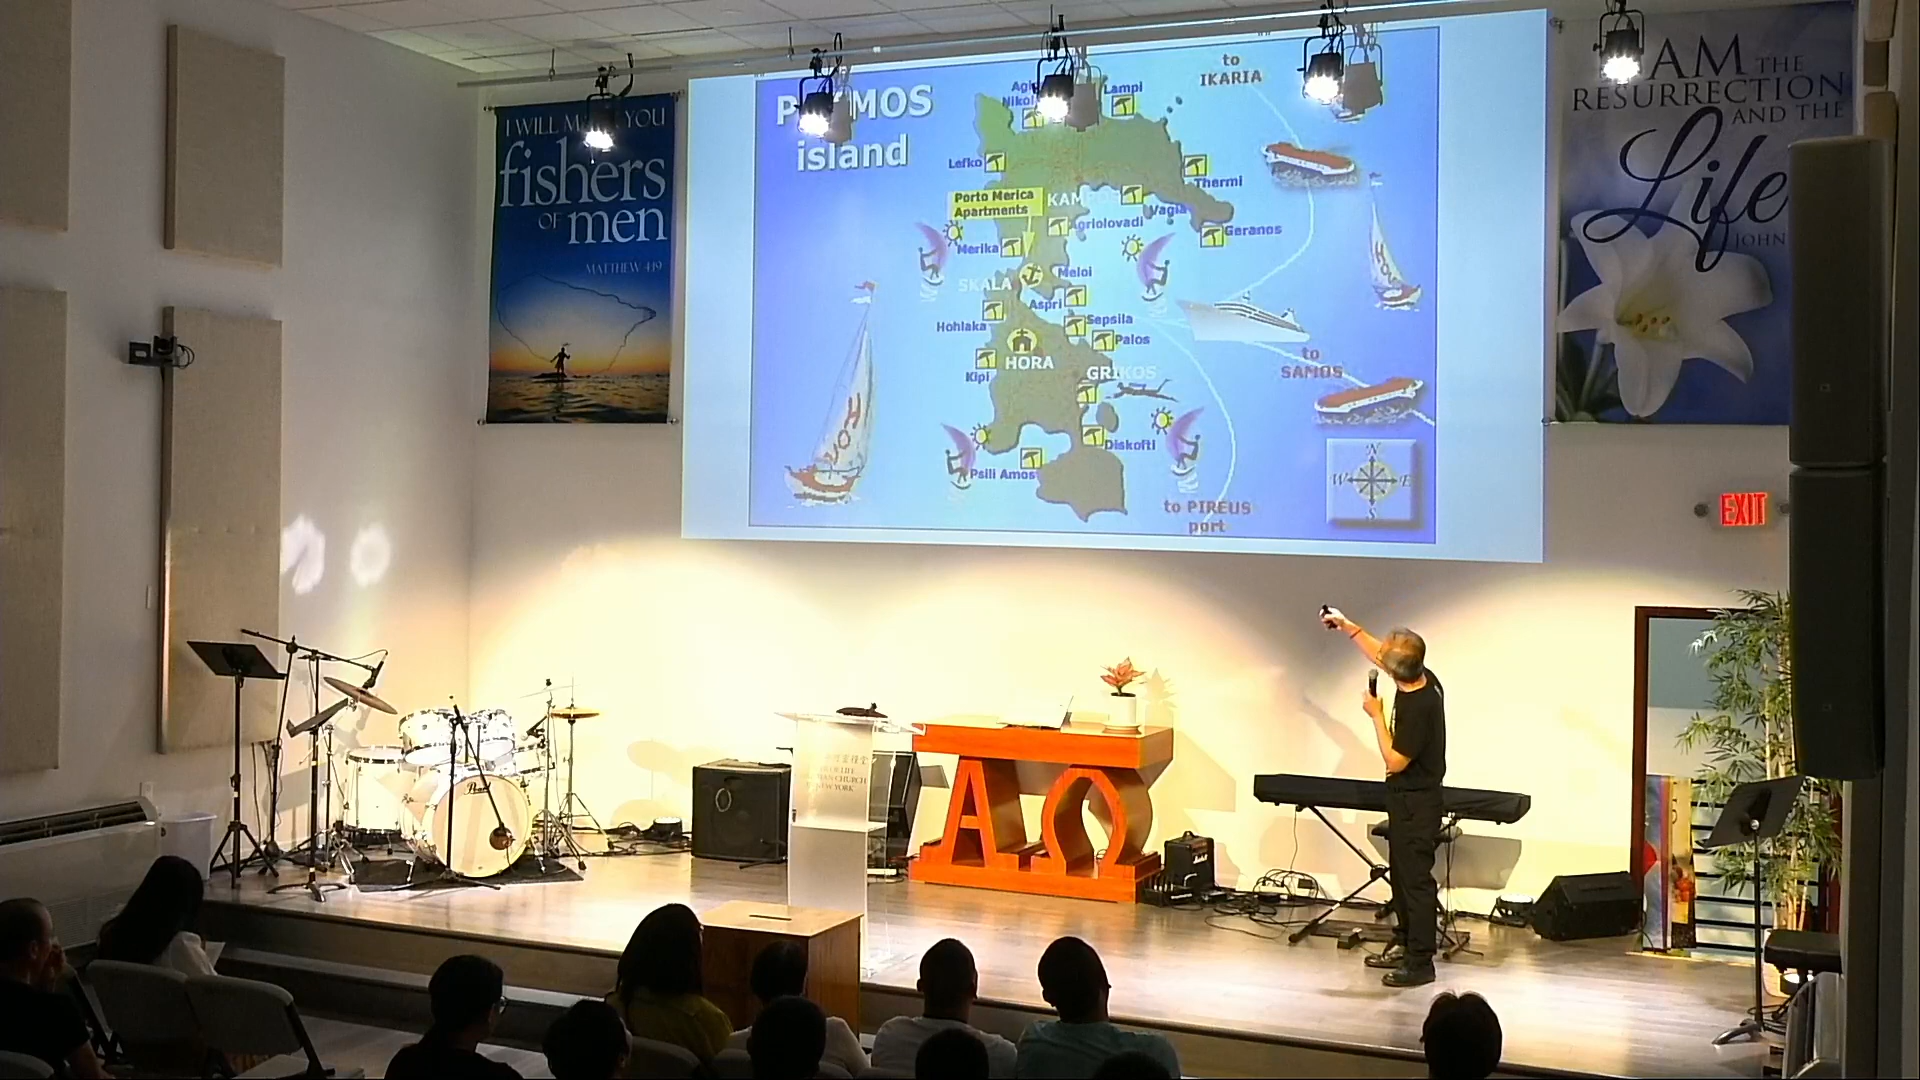 I WILL MAKE YOU
fishers
OF men
MATTHEW 4:19
island
to
IKARIA
Lampi
Lefko
Thermi
Porto Merica
Apartments
Vagia
Agriolovadi
Geranos
Merika
Meloi
SKALA
Aspri
Hohlaka
Sepsila
Palos
HORA
to
SAMOS
Kipi
GRIKOS
Diskofti
Psili Amos
to PIREUS
port
N
W E
S
AM THE
RESURRECTION
AND THE
Life
JOHN
EXIT
Pearl
NEW YORK
Α Ω